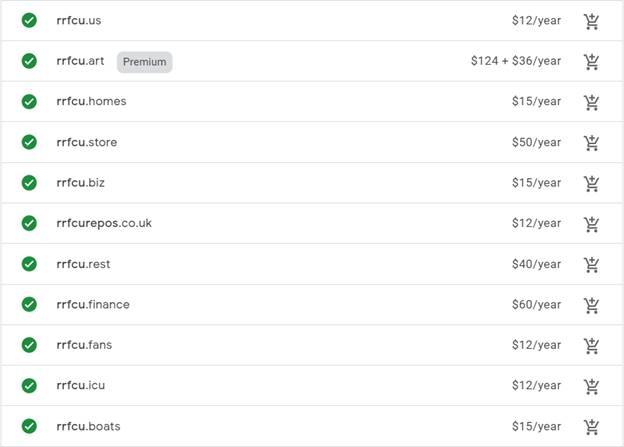 rrfcu.us $12/year
rrfcu.art Premium $124 + $36/year
rrfcu.homes $15/year
rrfcu.store $50/year
rrfcu.biz $15/year
rrfcurepos.co.uk $12/year
rrfcu.rest $40/year
rrfcu.finance $60/year
rrfcu.fans $12/year
rrfcu.icu $12/year
rrfcu.boats $15/year